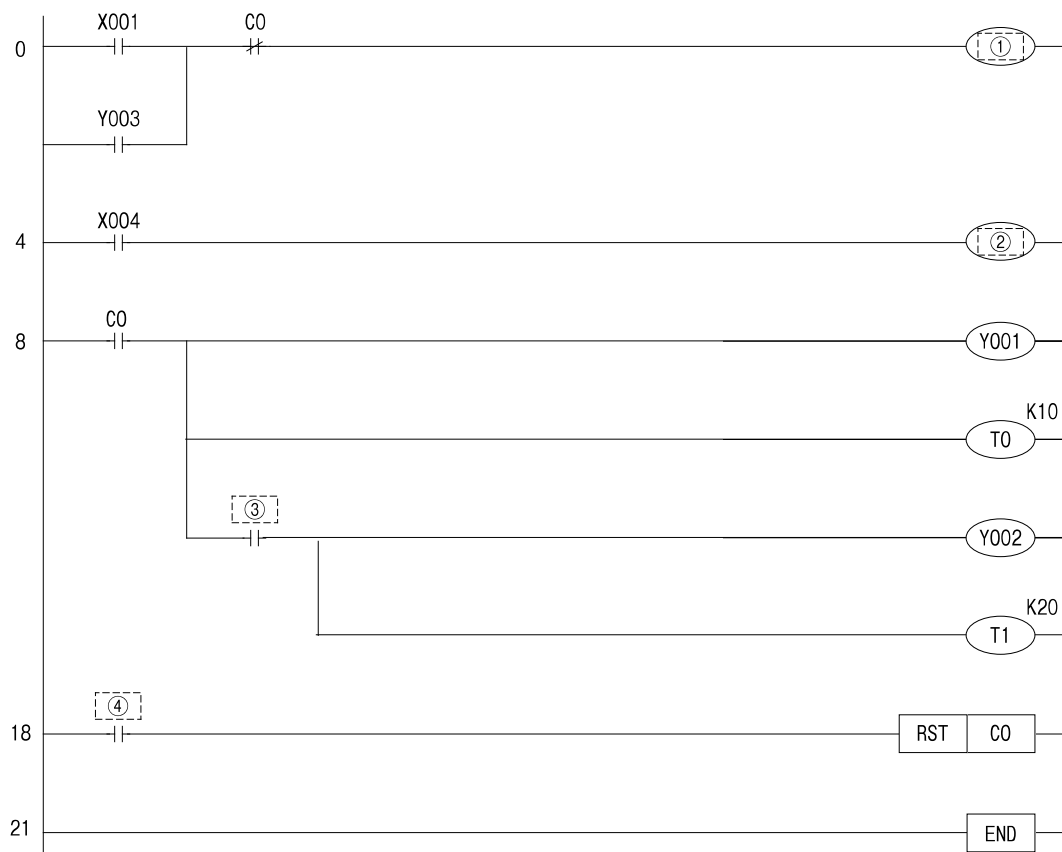 X001 C0
0 ①
Y003
X004
4 ②
C0
8 Y001
K10
T0
③
Y002
K20
T1
④
18 RST C0
21 END